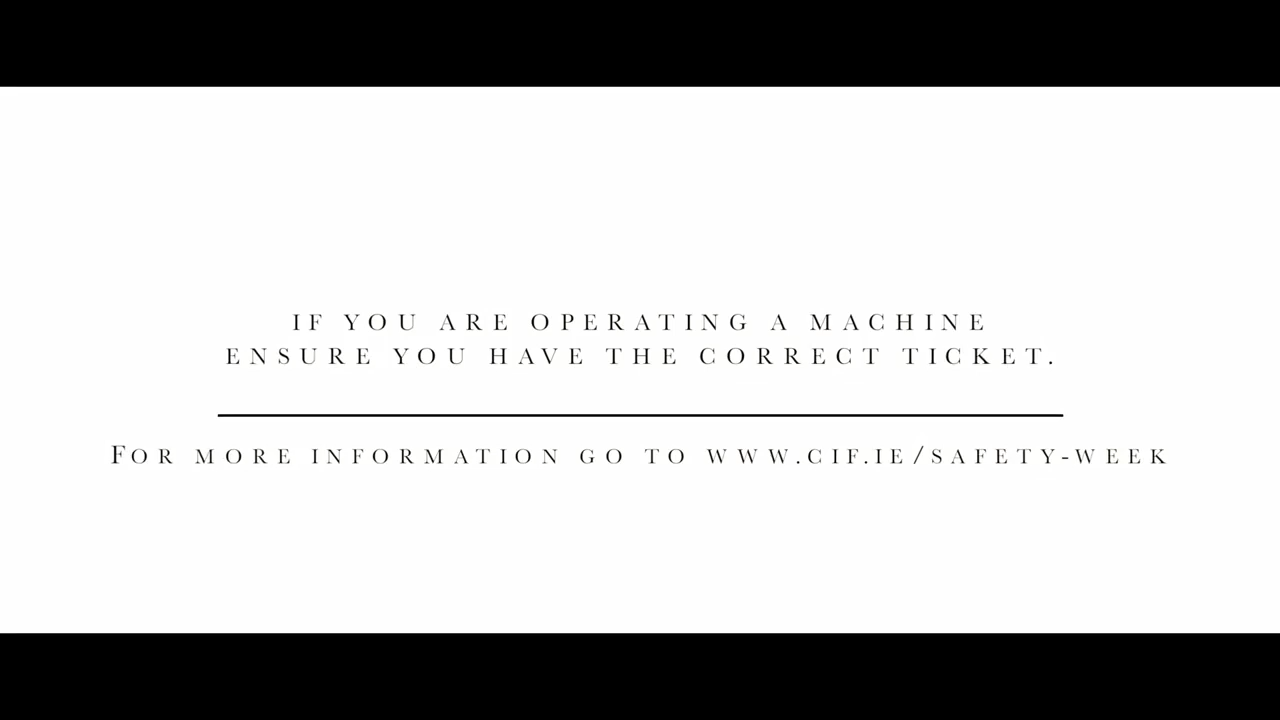 IF YOU ARE OPERATING A MACHINE
ENSURE YOU HAVE THE CORRECT TICKET.
FOR MORE INFORMATION GO TO WWW.CIF.IE/SAFETY-WEEK